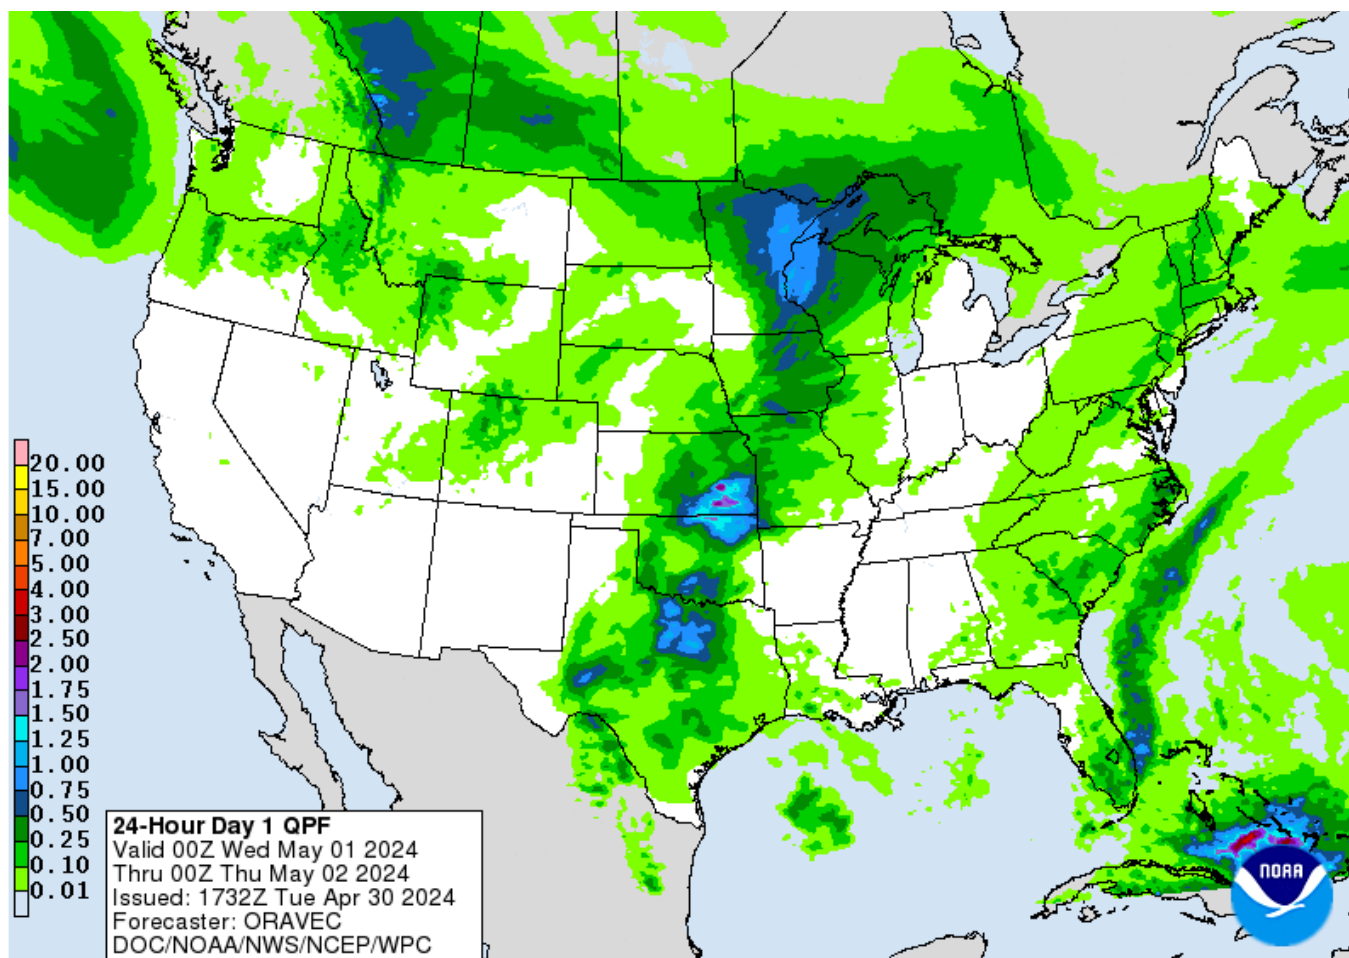 20.00
15.00
10.00
7.00
5.00
4.00
3.00
2.50
2.00
1.75
1.50
1.25
1.00
0.75
0.50
0.25
0.10
0.01
24-Hour Day 1 QPF
Valid 00Z Wed May 01 2024
Thru 00Z Thu May 02 2024
Issued: 1732Z Tue Apr 30 2024
Forecaster: ORAVEC
DOC/NOAA/NWS/NCEP/WPC
NOAA